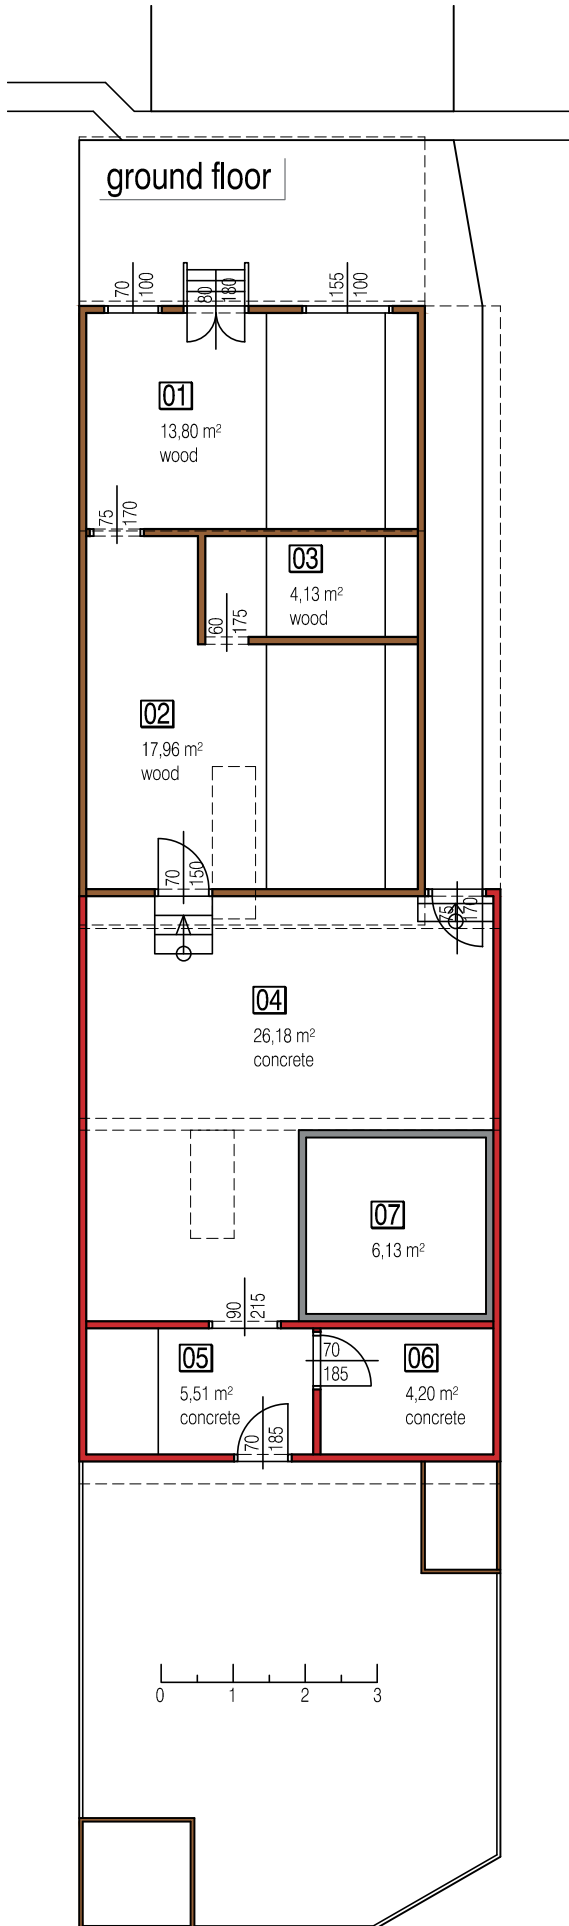 ground floor
70
100
80
180
155
100
01
13,80 m²
wood
75
170
03
4,13 m²
wood
60
175
02
17,96 m²
wood
70
150
75
170
04
26,18 m²
concrete
07
6,13 m²
90
215
05
5,51 m²
concrete
70
185
06
4,20 m²
concrete
70
185
0 1 2 3